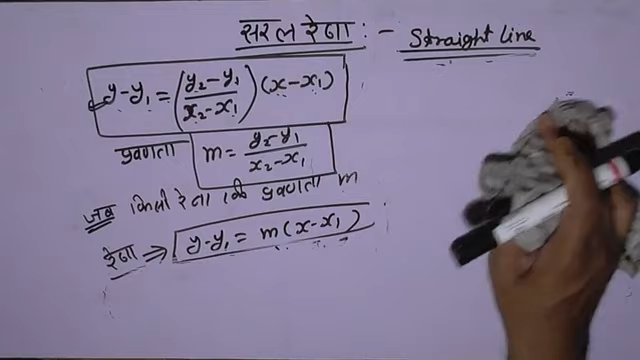 सरल रेखा :- Straight Line
y-y₁ = (y₂-y₁/x₂-x₁) (x-x₁)
प्रवणता m = y₂-y₁/x₂-x₁
जब किसी रेखा की प्रवणता m
रेखा ⇒ y-y₁ = m(x-x₁)